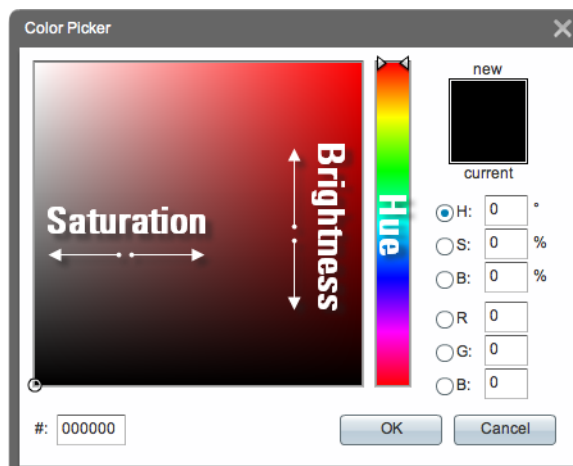 Color Picker
new
current
Saturation
Brightness
Hue
H: 0 °
S: 0 %
B: 0 %
R 0
G: 0
B: 0
#: 000000
OK
Cancel